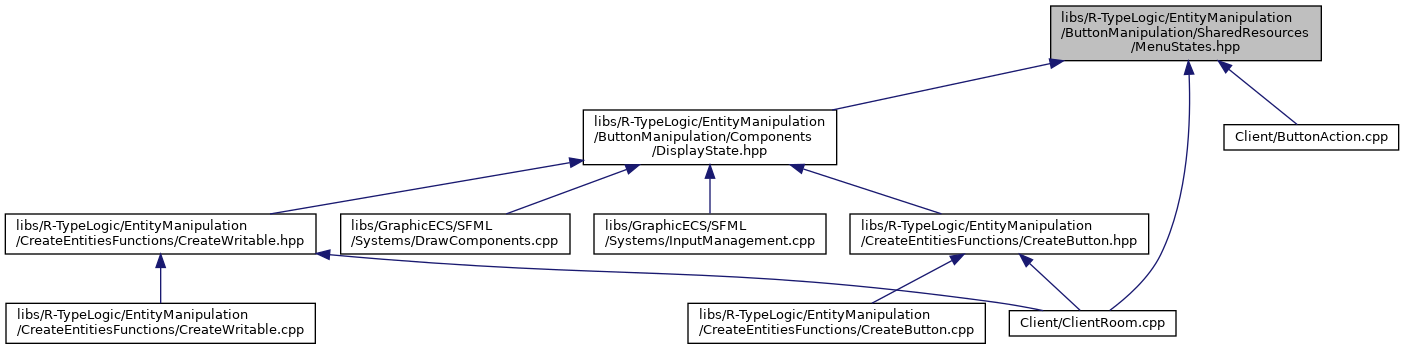 libs/R-TypeLogic/EntityManipulation
/ButtonManipulation/SharedResources
/MenuStates.hpp
libs/R-TypeLogic/EntityManipulation
/ButtonManipulation/Components
/DisplayState.hpp
Client/ButtonAction.cpp
libs/R-TypeLogic/EntityManipulation
/CreateEntitiesFunctions/CreateWritable.hpp
libs/GraphicECS/SFML
/Systems/DrawComponents.cpp
libs/GraphicECS/SFML
/Systems/InputManagement.cpp
libs/R-TypeLogic/EntityManipulation
/CreateEntitiesFunctions/CreateButton.hpp
libs/R-TypeLogic/EntityManipulation
/CreateEntitiesFunctions/CreateWritable.cpp
libs/R-TypeLogic/EntityManipulation
/CreateEntitiesFunctions/CreateButton.cpp
Client/ClientRoom.cpp